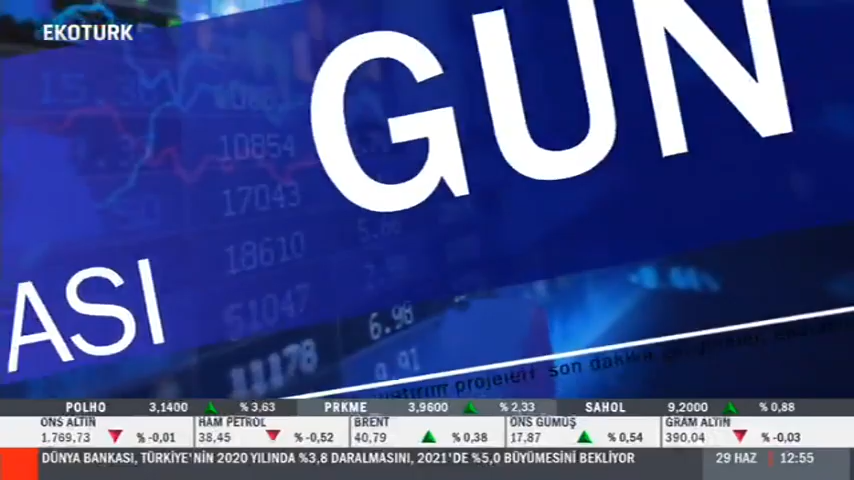 EKOTURK
GUN
ASI
10854
17043
18610
51047
11178
6.98
0.91
yatırım projeleri son dakika
POLHO 3,1400 % 3,63 PRKME 3,9600 % 2,33 SAHOL 9,2000 % 0,88
ONS ALTIN HAM PETROL BRENT ONS GÜMÜŞ GRAM ALTIN
1.769,73 % -0,01 38,45 % -0,52 40,79 % 0,38 17,87 % 0,54 390,04 % -0,03
DÜNYA BANKASI, TÜRKİYE'NİN 2020 YILINDA %3,8 DARALMASINI, 2021'DE %5,0 BÜYÜMESİNİ BEKLİYOR 29 HAZ 12:55